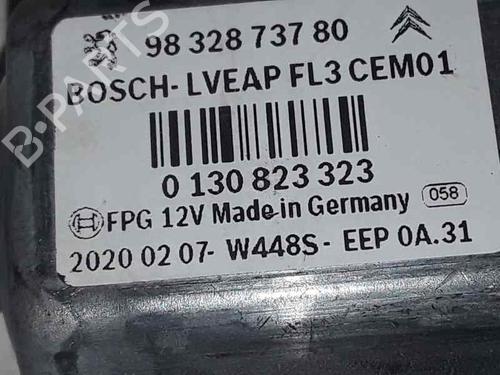 98 328 737 80
BOSCH- LVEAP FL3 CEM01
0 130 823 323
FPG 12V Made in Germany 058
2020 02 07- W448S- EEP 0A.31
B-PARTS